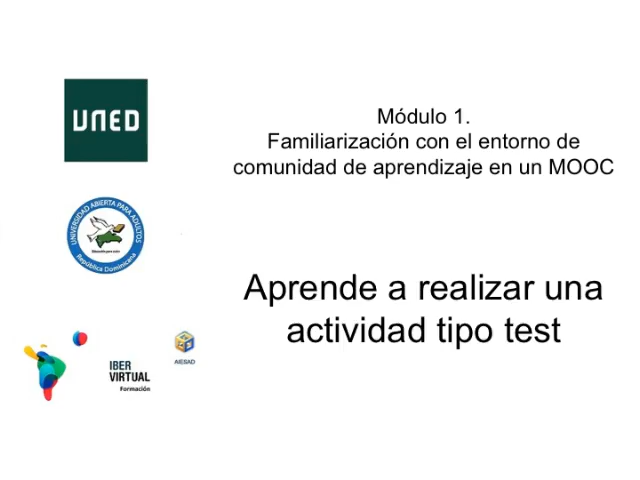 UNED
Módulo 1.
Familiarización con el entorno de
comunidad de aprendizaje en un MOOC
UNIVERSIDAD ABIERTA PARA ADULTOS
República Dominicana
Aprende a realizar una
actividad tipo test
AIESAD
IBER
VIRTUAL
Formación